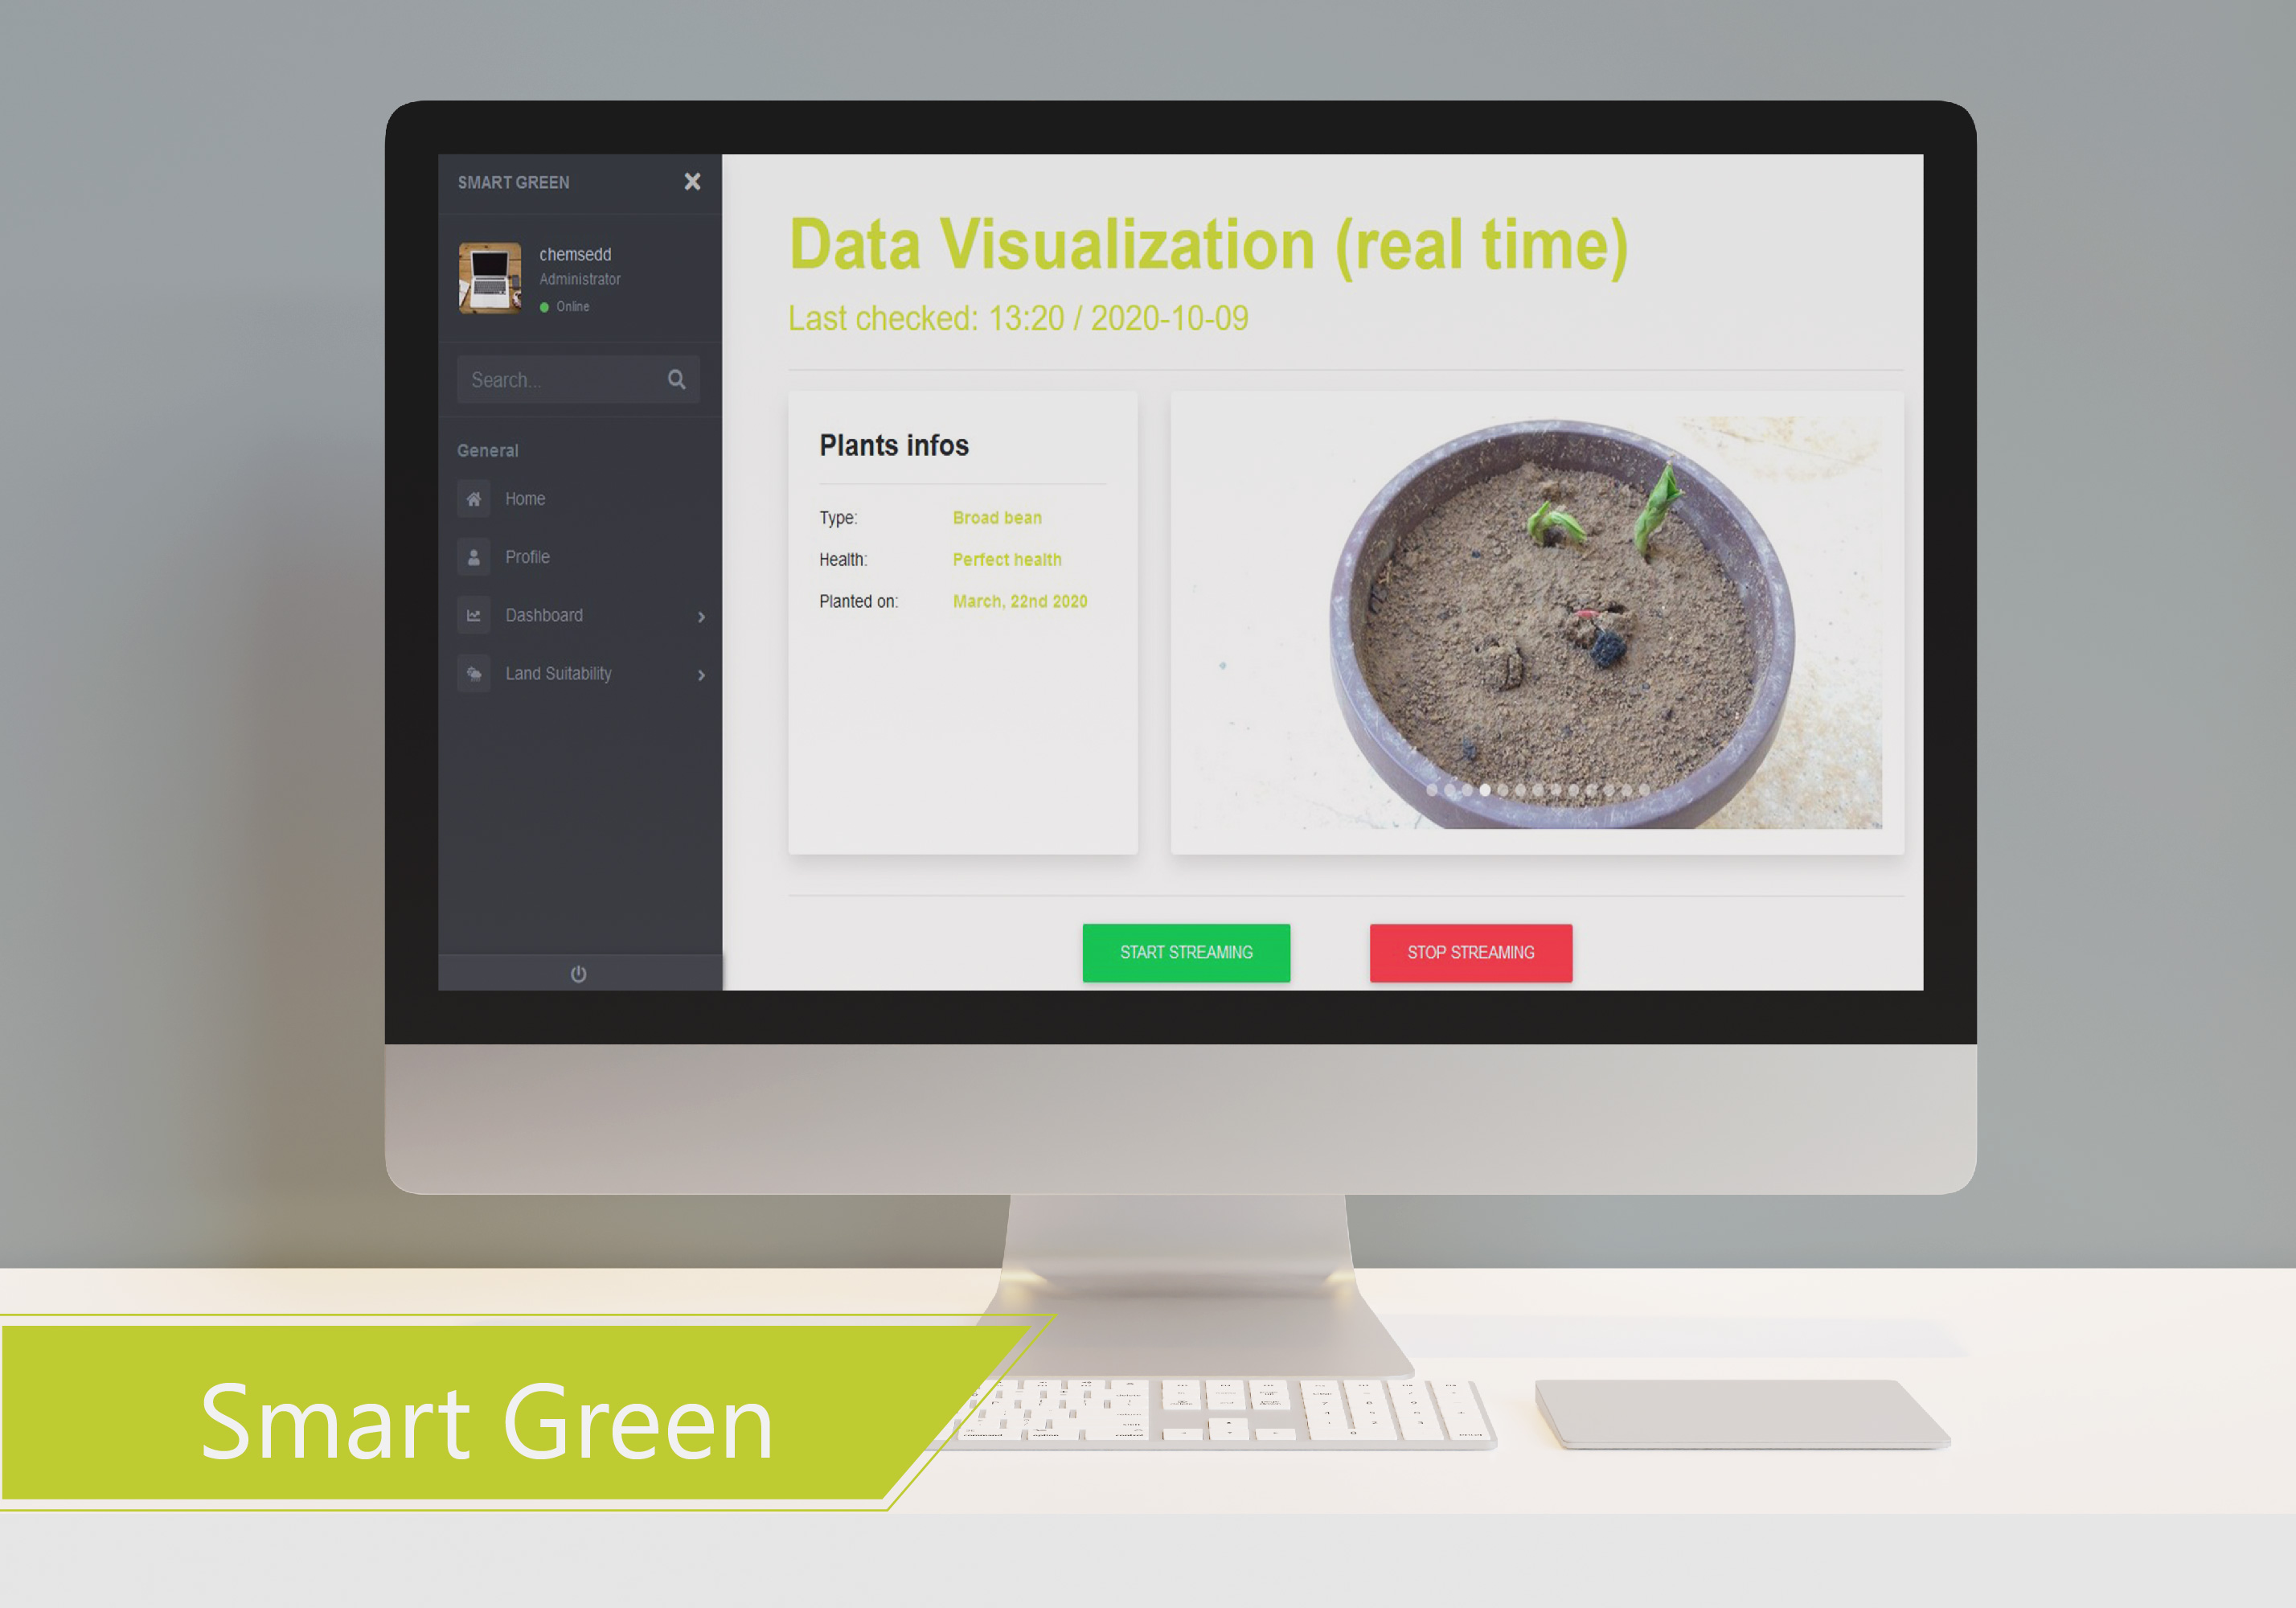 SMART GREEN
chemsedd
Administrator
Online
Search...
General
Home
Profile
Dashboard
Land Suitability
Data Visualization (real time)
Last checked: 13:20 / 2020-10-09
Plants infos
Type: Broad bean
Health: Perfect health
Planted on: March, 22nd 2020
START STREAMING
STOP STREAMING
Smart Green